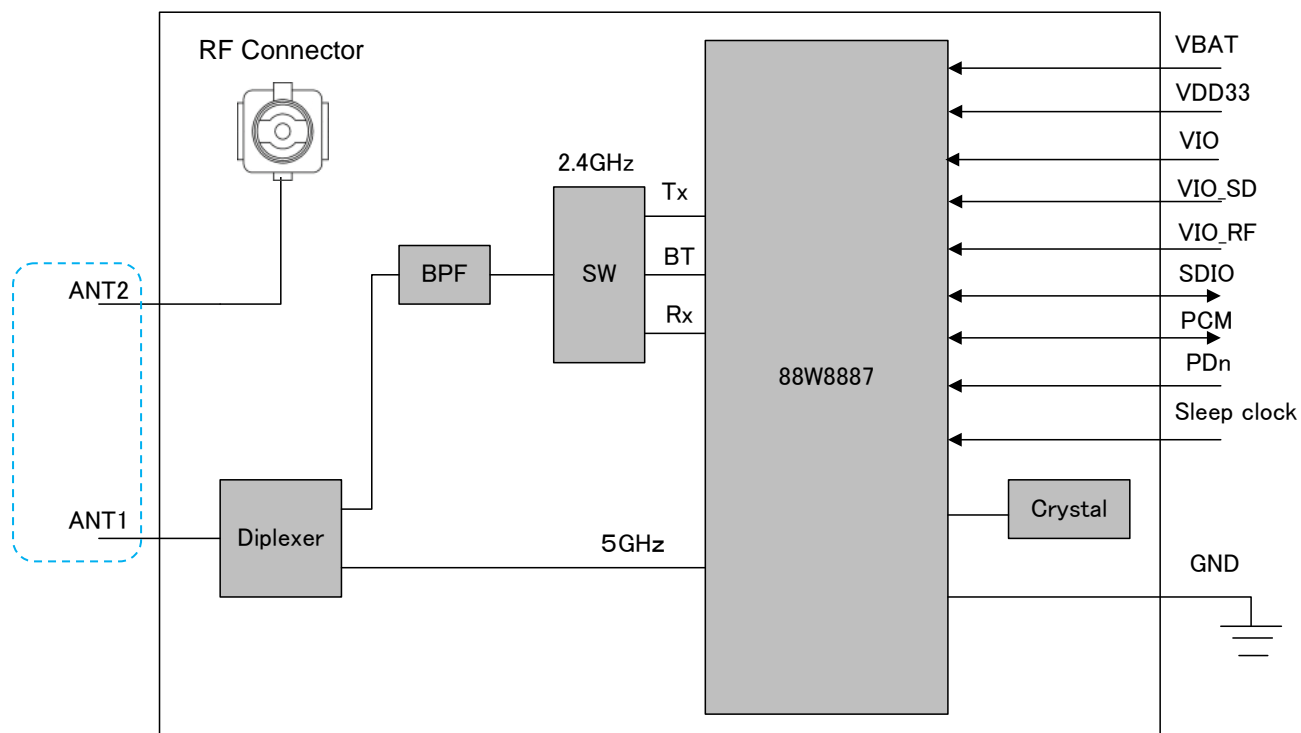 RF Connector
VBAT
VDD33
VIO
VIO_SD
VIO_RF
SDIO
PCM
PDn
Sleep clock
2.4GHz
Tx
BT
Rx
BPF
SW
88W8887
ANT2
ANT1
Diplexer
5GHz
Crystal
GND